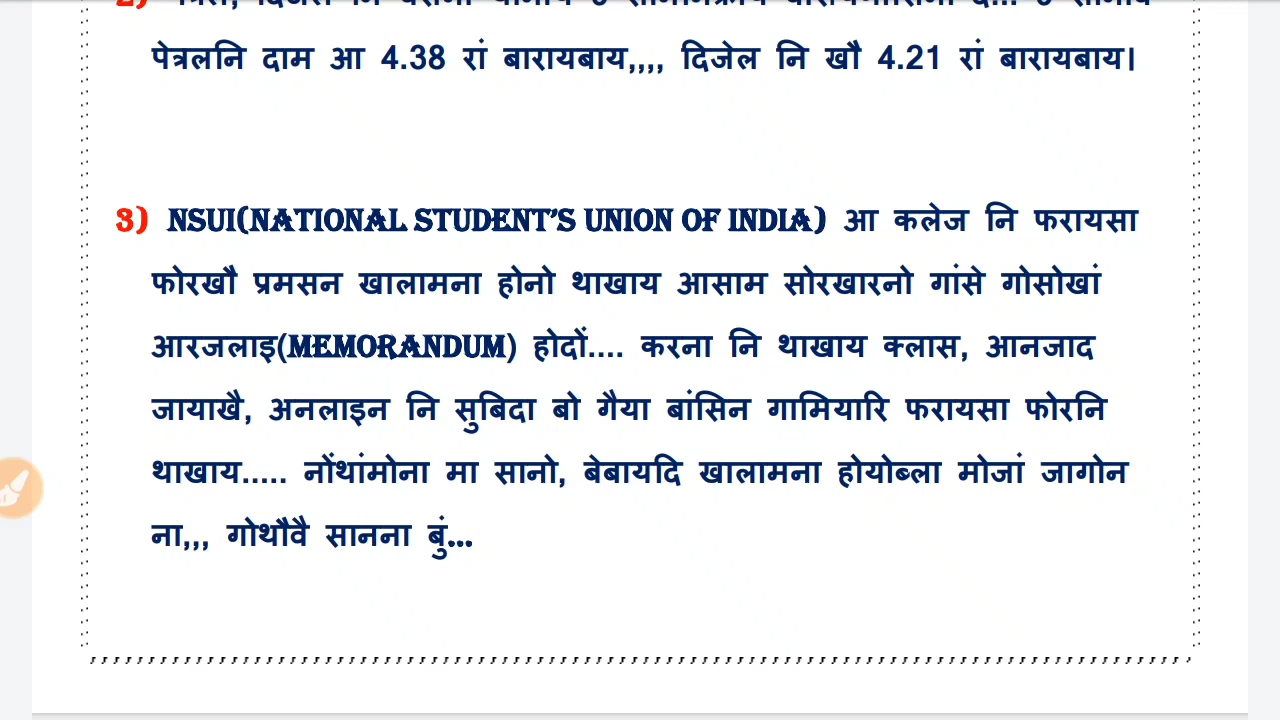 पेत्रलनि दाम आ 4.38 रां बारायबाय,,,, दिजेल नि खौ 4.21 रां बारायबाय।
3) NSUI(NATIONAL STUDENT'S UNION OF INDIA) आ कलेज नि फरायसा
फोरखौ प्रमसन खालामना होनो थाखाय आसाम सोरखारनो गांसे गोसोखां
आरजलाइ(MEMORANDUM) होदों.... करना नि थाखाय क्लास, आनजाद
जायाखै, अनलाइन नि सुबिदा बो गैया बांसिन गामियारि फरायसा फोरनि
थाखाय..... नोंथांमोना मा सानो, बेबायदि खालामना होयोब्ला मोजां जागोन
ना,,, गोथौवै सानना बुं...